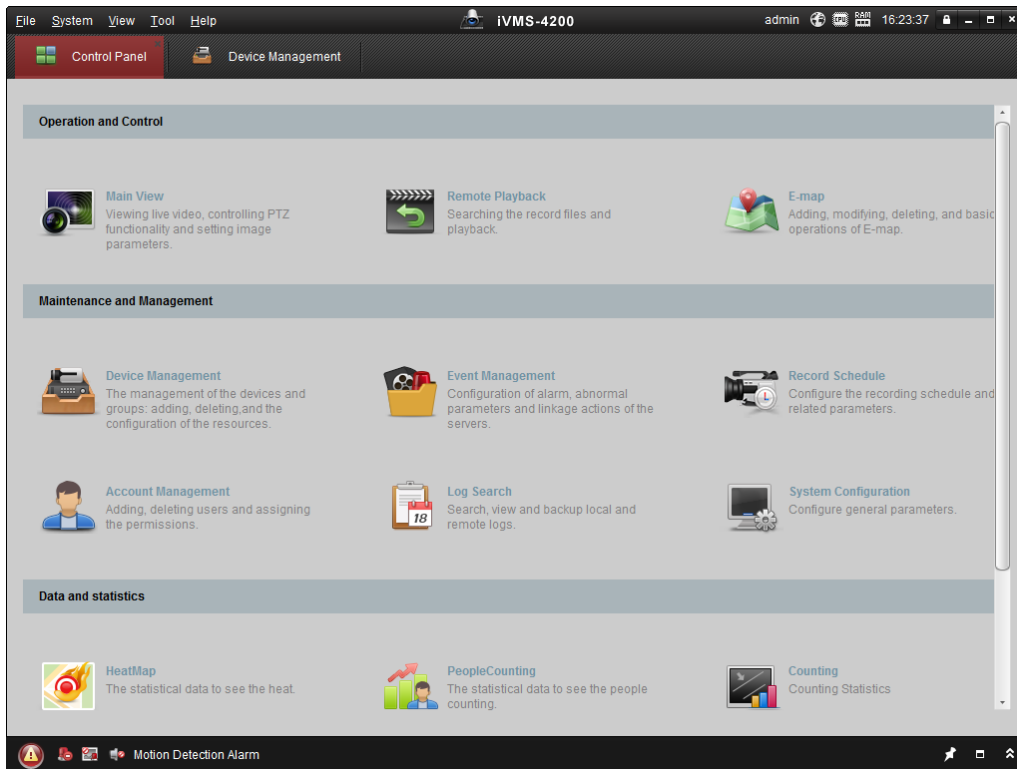 File System View Tool Help
iVMS-4200
admin CPU RAM 16:23:37
Control Panel
Device Management
Operation and Control
Main View
Viewing live video, controlling PTZ
functionality and setting image
parameters.
Remote Playback
Searching the record files and
playback.
E-map
Adding, modifying, deleting, and basic
operations of E-map.
Maintenance and Management
Device Management
The management of the devices and
groups: adding, deleting,and the
configuration of the resources.
Event Management
Configuration of alarm, abnormal
parameters and linkage actions of the
servers.
Record Schedule
Configure the recording schedule and
related parameters.
Account Management
Adding, deleting users and assigning
the permissions.
18
Log Search
Search, view and backup local and
remote logs.
System Configuration
Configure general parameters.
Data and statistics
HeatMap
The statistical data to see the heat.
PeopleCounting
The statistical data to see the people
counting.
Counting
Counting Statistics
Motion Detection Alarm